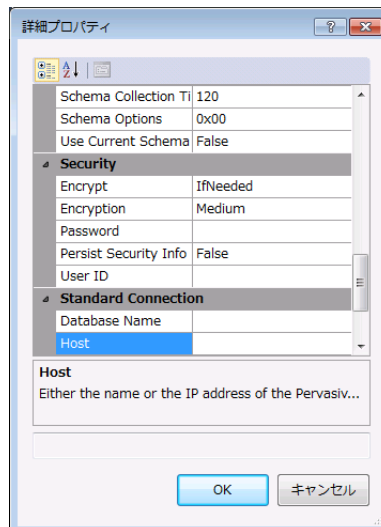 詳細プロパティ
Schema Collection Ti 120
Schema Options 0x00
Use Current Schema False
Security
Encrypt IfNeeded
Encryption Medium
Password
Persist Security Info False
User ID
Standard Connection
Database Name
Host
Host
Either the name or the IP address of the Pervasiv...
OK キャンセル